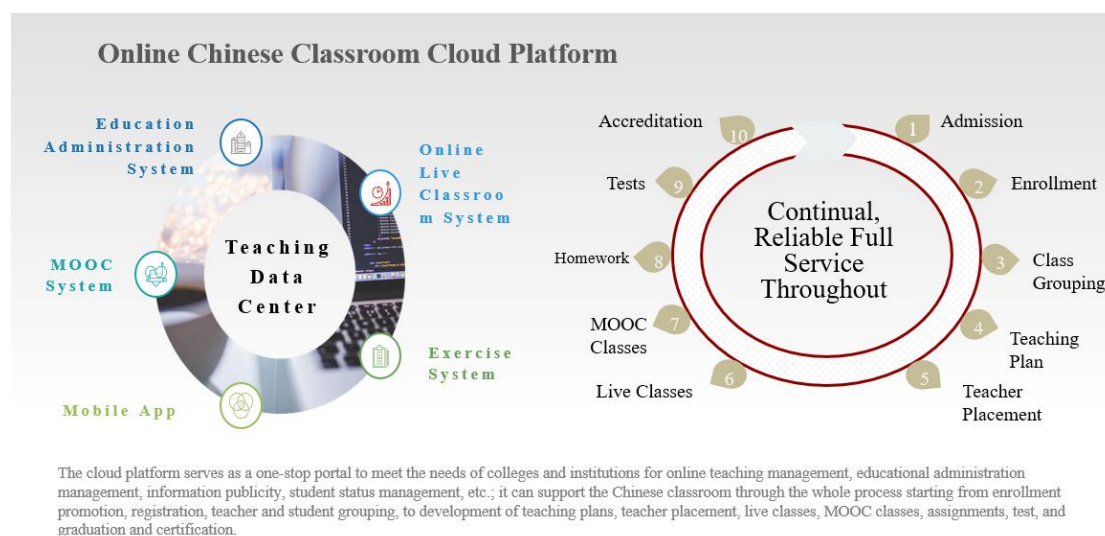 Online Chinese Classroom Cloud Platform
Education
Administration
System
Online
Live
Classroo
m System
MOOC
System
Teaching
Data
Center
Exercise
System
Mobile App
Continual,
Reliable Full
Service
Throughout
1 Admission
2 Enrollment
3 Class
Grouping
4 Teaching
Plan
5 Teacher
Placement
Live Classes 6
MOOC 7
Classes
Homework 8
Tests 9
Accreditation 10
The cloud platform serves as a one-stop portal to meet the needs of colleges and institutions for online teaching management, educational administration
management, information publicity, student status management, etc.; it can support the Chinese classroom through the whole process starting from enrollment
promotion, registration, teacher and student grouping, to development of teaching plans, teacher placement, live classes, MOOC classes, assignments, test, and
graduation and certification.